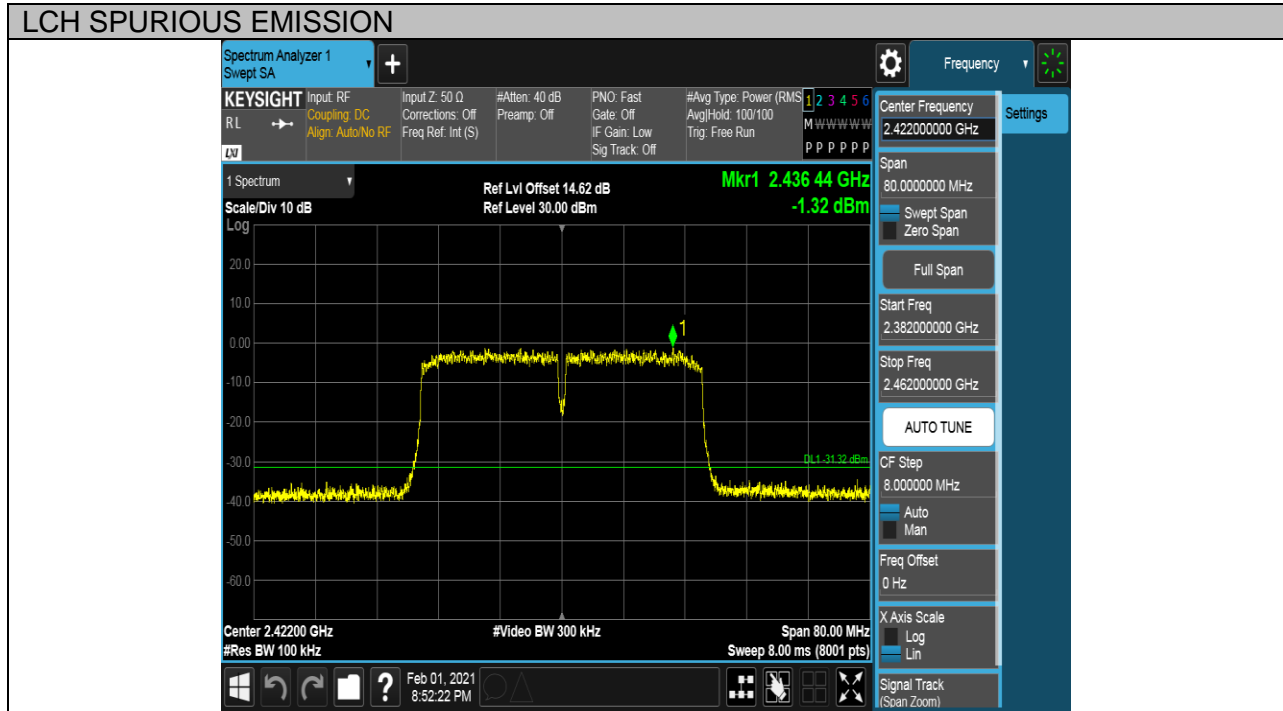 LCH SPURIOUS EMISSION
Spectrum Analyzer 1
Swept SA
+
Frequency
KEYSIGHT
RL
LXI
Input: RF
Coupling: DC
Align: Auto/No RF
Input Z: 50 Ω
Corrections: Off
Freq Ref: Int (S)
#Atten: 40 dB
Preamp: Off
PNO: Fast
Gate: Off
IF Gain: Low
Sig Track: Off
#Avg Type: Power (RMS
Avg|Hold: 100/100
Trig: Free Run
1 2 3 4 5 6
M W W W W W
P P P P P P
1 Spectrum
Scale/Div 10 dB
Ref Lvl Offset 14.62 dB
Ref Level 30.00 dBm
Mkr1 2.436 44 GHz
-1.32 dBm
Log
20.0
10.0
0.00
-10.0
-20.0
-30.0
-40.0
-50.0
-60.0
1
DL1 -31.32 dBm
Center 2.42200 GHz
#Res BW 100 kHz
#Video BW 300 kHz
Span 80.00 MHz
Sweep 8.00 ms (8001 pts)
Center Frequency
2.422000000 GHz
Settings
Span
80.0000000 MHz
Swept Span
Zero Span
Full Span
Start Freq
2.382000000 GHz
Stop Freq
2.462000000 GHz
AUTO TUNE
CF Step
8.000000 MHz
Auto
Man
Freq Offset
0 Hz
X Axis Scale
Log
Lin
Signal Track
(Span Zoom)
?
Feb 01, 2021
8:52:22 PM